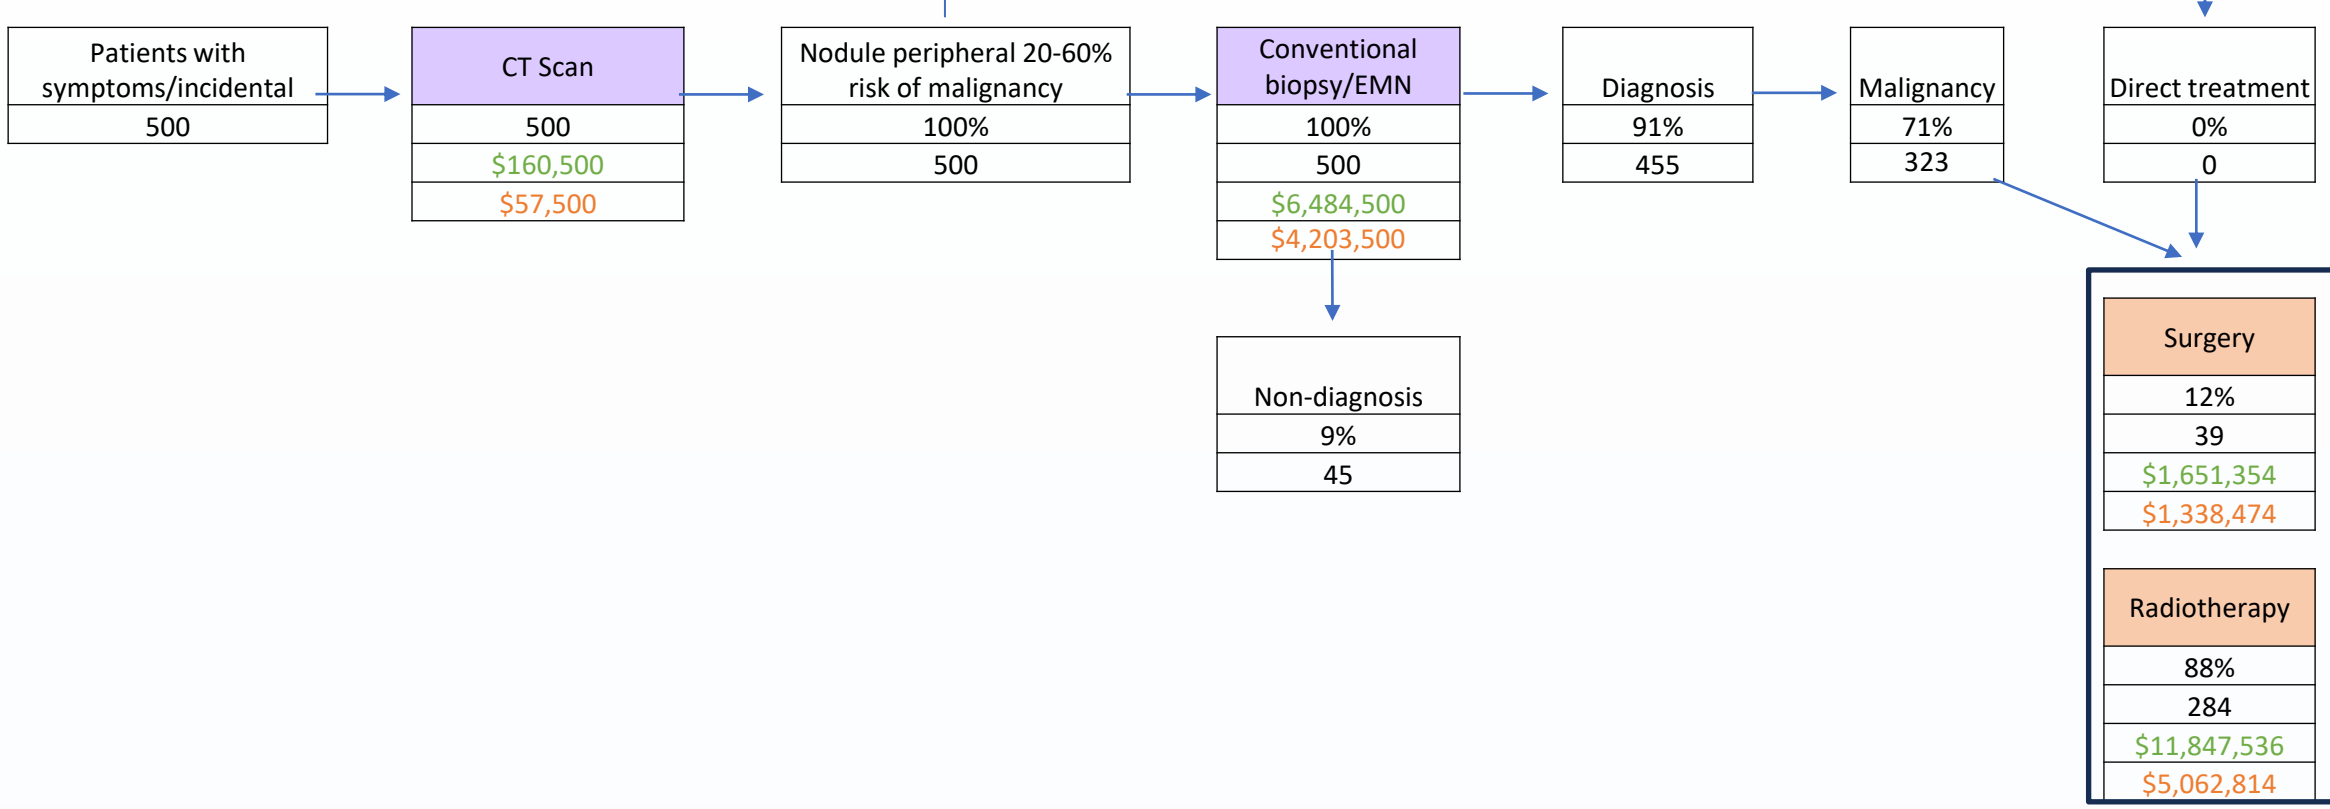 Patients with
symptoms/incidental
500
CT Scan
500
$160,500
$57,500
Nodule peripheral 20-60%
risk of malignancy
100%
500
Conventional
biopsy/EMN
100%
500
$6,484,500
$4,203,500
Diagnosis
91%
455
Malignancy
71%
323
Direct treatment
0%
0
Non-diagnosis
9%
45
Surgery
12%
39
$1,651,354
$1,338,474
Radiotherapy
88%
284
$11,847,536
$5,062,814